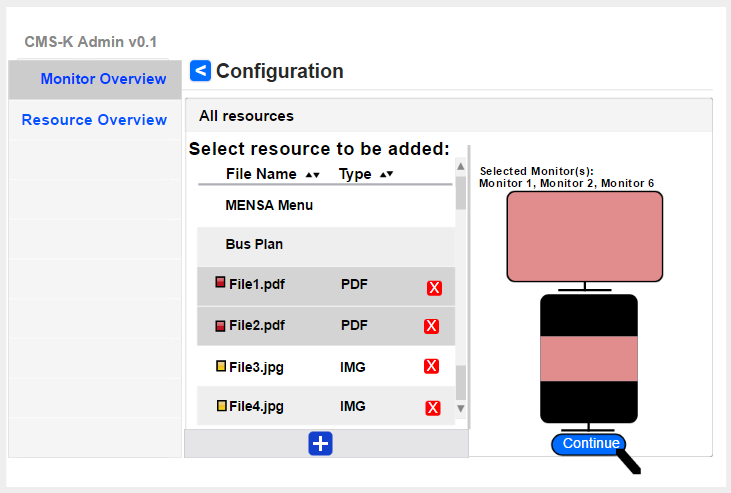 CMS-K Admin v0.1
Monitor Overview
Resource Overview
< Configuration
All resources
Select resource to be added:
File Name ▲▼ Type ▲▼
MENSA Menu
Bus Plan
File1.pdf PDF X
File2.pdf PDF X
File3.jpg IMG X
File4.jpg IMG X
+
Selected Monitor(s):
Monitor 1, Monitor 2, Monitor 6
Continue